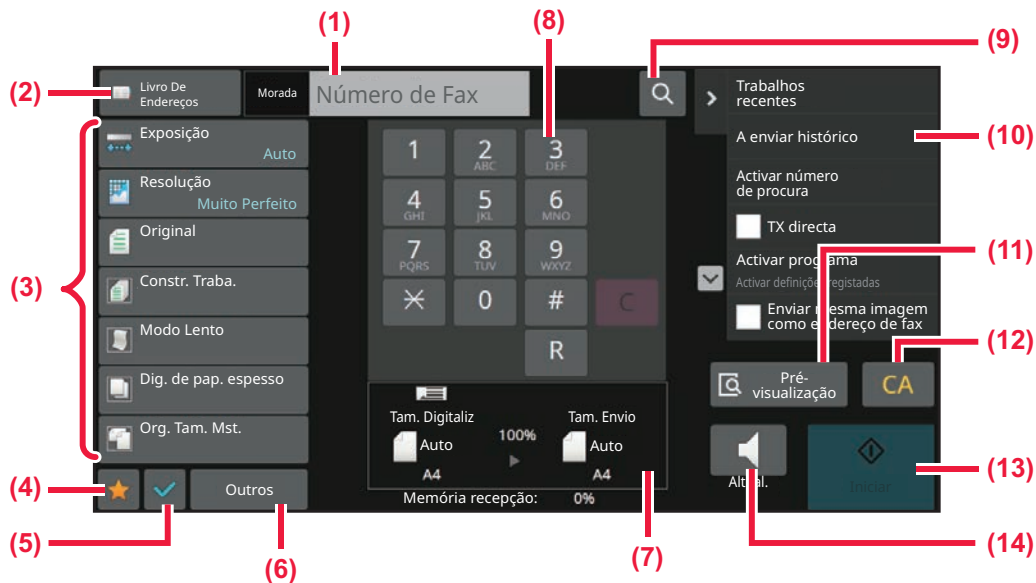 (1)
(8)
(9)
(2)
Livro De
Endereços
Morada
Número de Fax
Trabalhos
recentes
(10)
A enviar histórico
Activar número
de procura
TX directa
(11)
Activar programa
Activar definições registadas
Enviar mesma imagem
como endereço de fax
(12)
(3)
Exposição
Auto
Resolução
Muito Perfeito
Original
Constr. Traba.
Modo Lento
Dig. de pap. espesso
Org. Tam. Mst.
1
2
ABC
3
DEF
4
GHI
5
JKL
6
MNO
7
PQRS
8
TUV
9
WXYZ
0
#
C
R
Pré-
visualização
CA
Tam. Digitaliz
Tam. Envio
Auto
100%
Auto
A4
A4
Memória recepção:
0%
Iniciar
(13)
(4)
Outros
(5)
(6)
(7)
(14)